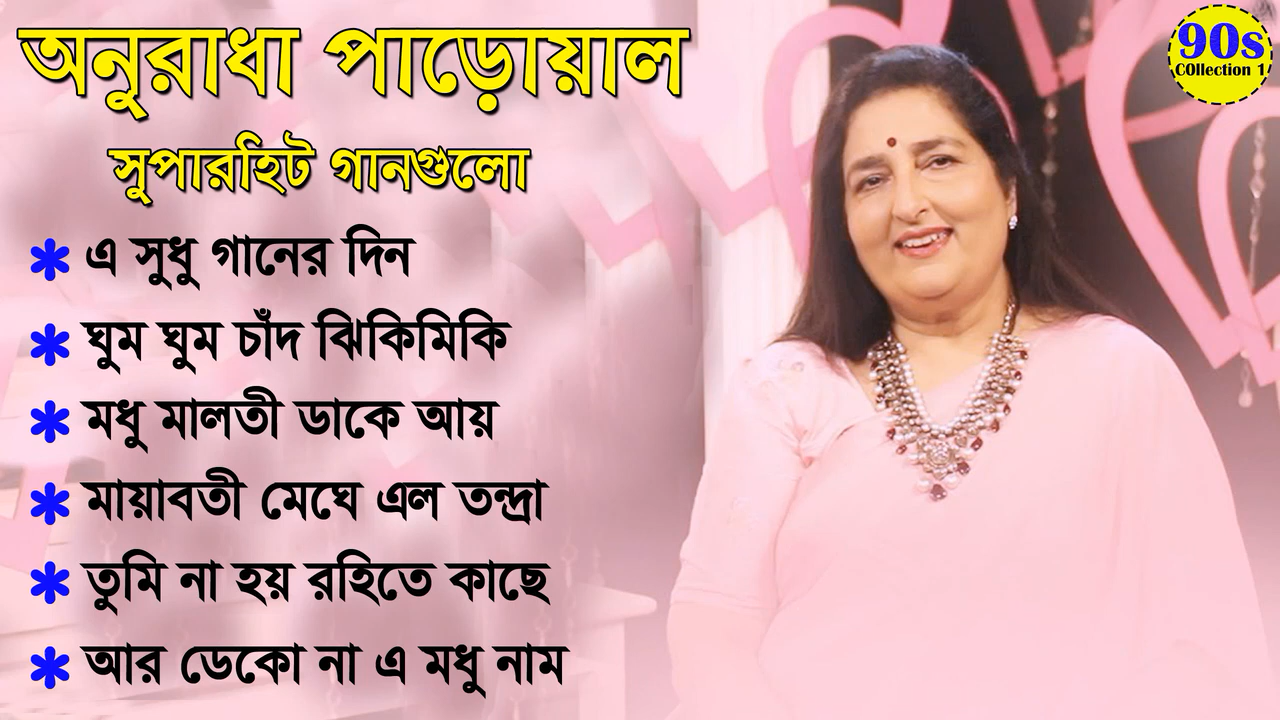 অনুরাধা পাড়োয়াল
90s
COllection 1
সুপারহিট গানগুলো
* এ সুধু গানের দিন
* ঘুম ঘুম চাঁদ ঝিকিমিকি
* মধু মালতী ডাকে আয়
* মায়াবতী মেঘে এল তন্দ্রা
* তুমি না হয় রহিতে কাছে
* আর ডেকো না এ মধু নাম